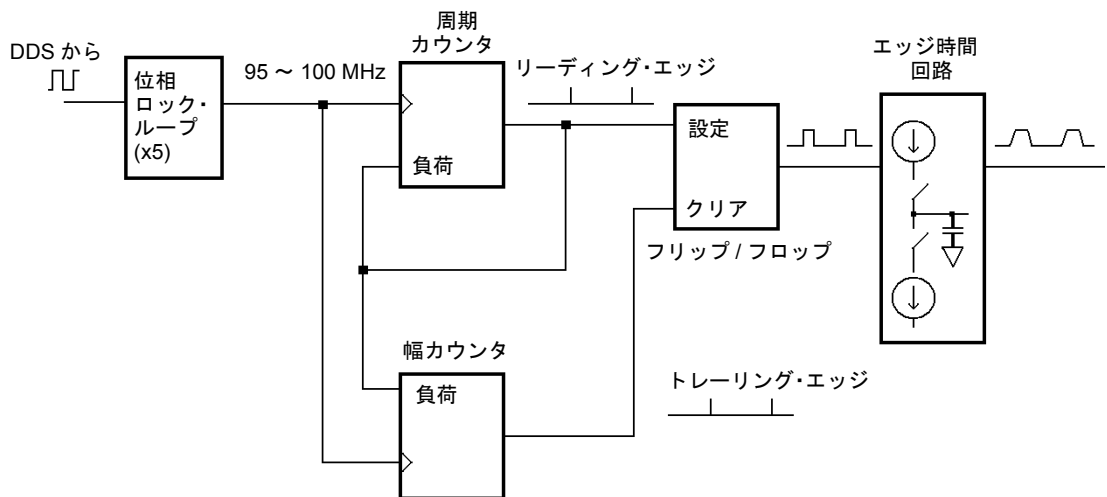 DDS から
位相
ロック・
ループ
(x5)
95 ～ 100 MHz
周期
カウンタ
負荷
リーディング・エッジ
設定
クリア
フリップ / フロップ
エッジ時間
回路
幅カウンタ
負荷
トレーリング・エッジ